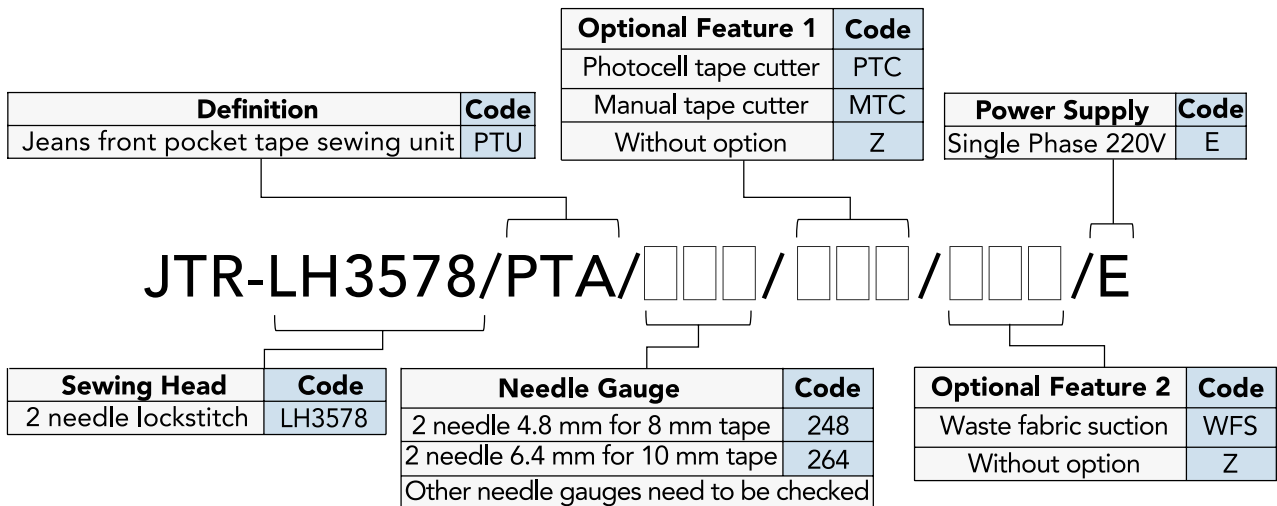 Optional Feature 1 Code
Photocell tape cutter PTC
Manual tape cutter MTC
Without option Z
Definition Code
Jeans front pocket tape sewing unit PTU
Power Supply Code
Single Phase 220V E
JTR-LH3578/PTA/□□□/□□□/□□□/E
Sewing Head Code
2 needle lockstitch LH3578
Needle Gauge Code
2 needle 4.8 mm for 8 mm tape 248
2 needle 6.4 mm for 10 mm tape 264
Other needle gauges need to be checked
Optional Feature 2 Code
Waste fabric suction WFS
Without option Z